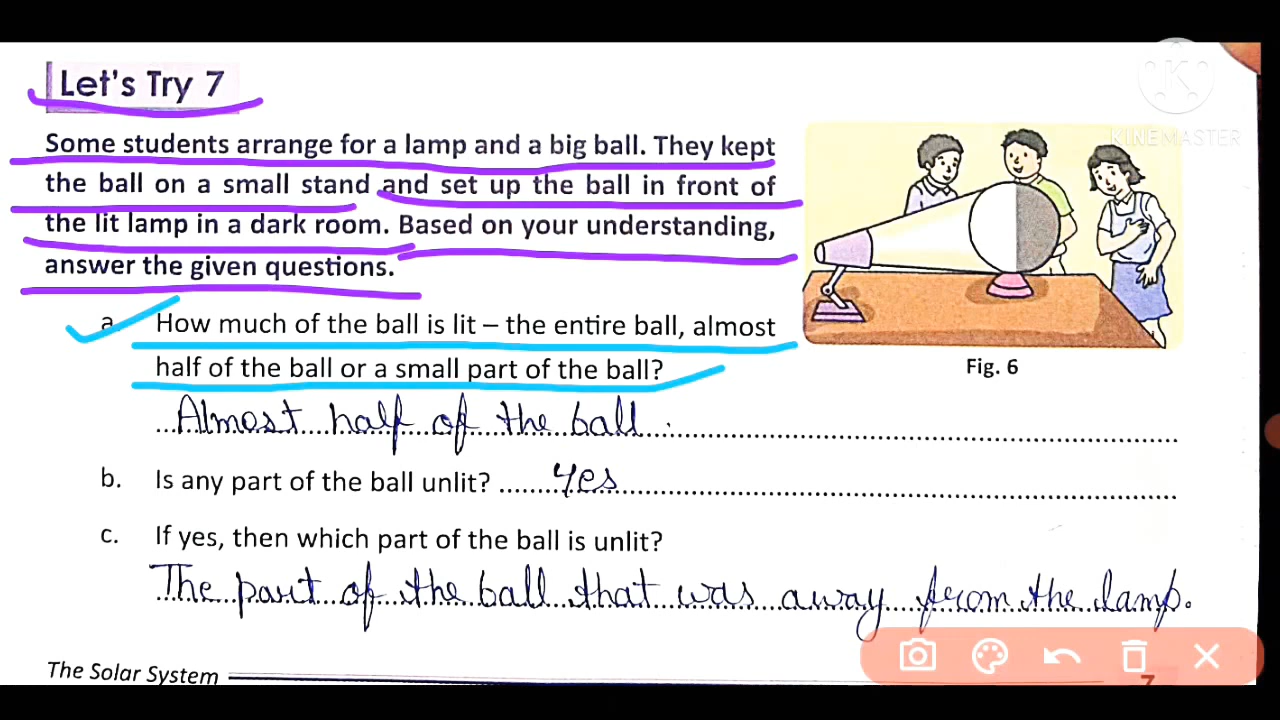 Let's Try 7
KINEMASTER
Some students arrange for a lamp and a big ball. They kept
the ball on a small stand and set up the ball in front of
the lit lamp in a dark room. Based on your understanding,
answer the given questions.
a. How much of the ball is lit – the entire ball, almost
half of the ball or a small part of the ball?
Fig. 6
Almost half of the ball.
b. Is any part of the ball unlit? Yes
c. If yes, then which part of the ball is unlit?
The part of the ball that was away from the lamp.
The Solar System
7